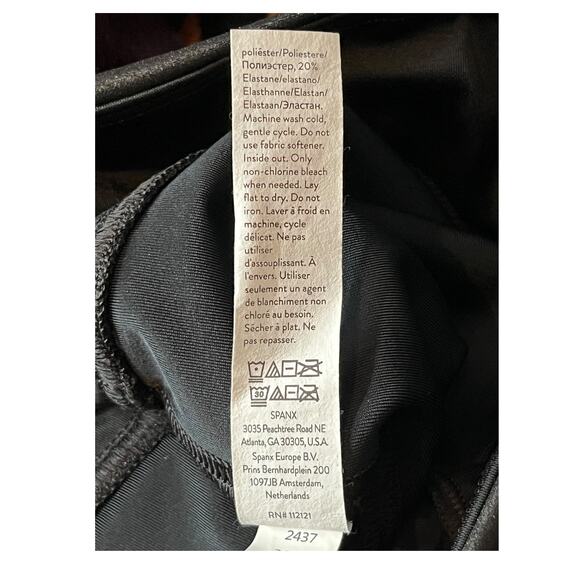 poliéster/Poliestere/
Полиэстер, 20%
Elastane/elastano/
Elasthanne/Elastan/
Elastaan/Эластан.
Machine wash cold,
gentle cycle. Do not
use fabric softener.
Inside out. Only
non-chlorine bleach
when needed. Lay
flat to dry. Do not
iron. Laver à froid en
machine, cycle
délicat. Ne pas
utiliser
d'assouplissant. À
l'envers. Utiliser
seulement un agent
de blanchiment non
chloré au besoin.
Sécher à plat. Ne
pas repasser.
30
SPANX
3035 Peachtree Road NE
Atlanta, GA 30305, U.S.A.
Spanx Europe B.V.
Prins Bernhardplein 200
1097JB Amsterdam,
Netherlands
RN# 112121
2437